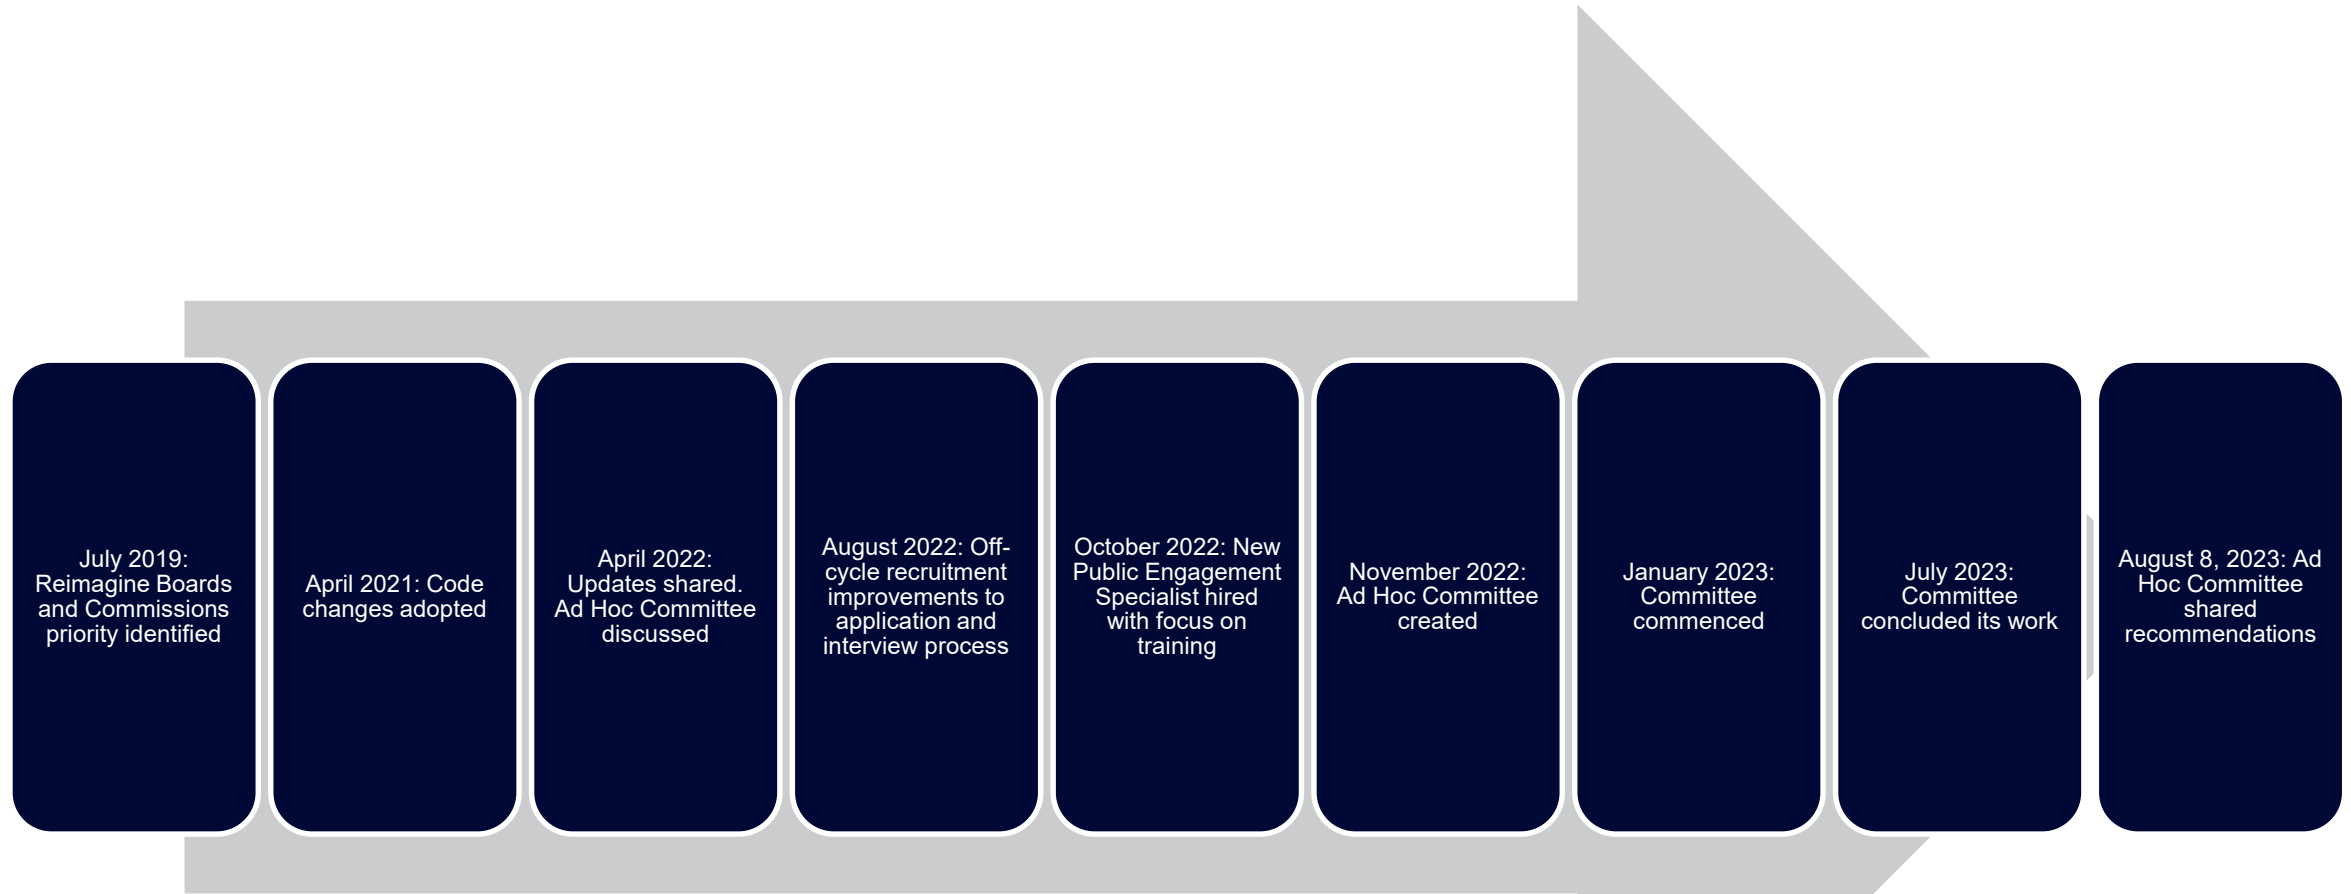 July 2019:
Reimagine Boards
and Commissions
priority identified
April 2021: Code
changes adopted
April 2022:
Updates shared.
Ad Hoc Committee
discussed
August 2022: Off-
cycle recruitment
improvements to
application and
interview process
October 2022: New
Public Engagement
Specialist hired
with focus on
training
November 2022:
Ad Hoc Committee
created
January 2023:
Committee
commenced
July 2023:
Committee
concluded its work
August 8, 2023: Ad
Hoc Committee
shared
recommendations